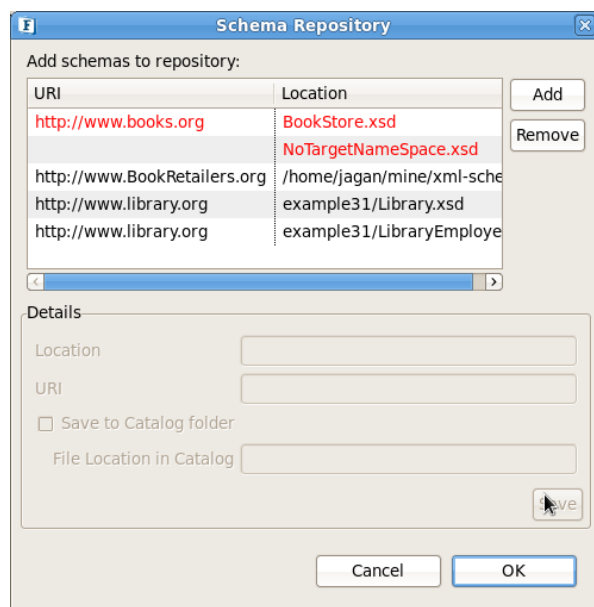 Schema Repository
Add schemas to repository:
URI Location
Add
http://www.books.org BookStore.xsd
Remove
NoTargetNameSpace.xsd
http://www.BookRetailers.org /home/jagan/mine/xml-sche
http://www.library.org example31/Library.xsd
http://www.library.org example31/LibraryEmploye
Details
Location
URI
Save to Catalog folder
File Location in Catalog
Save
Cancel OK